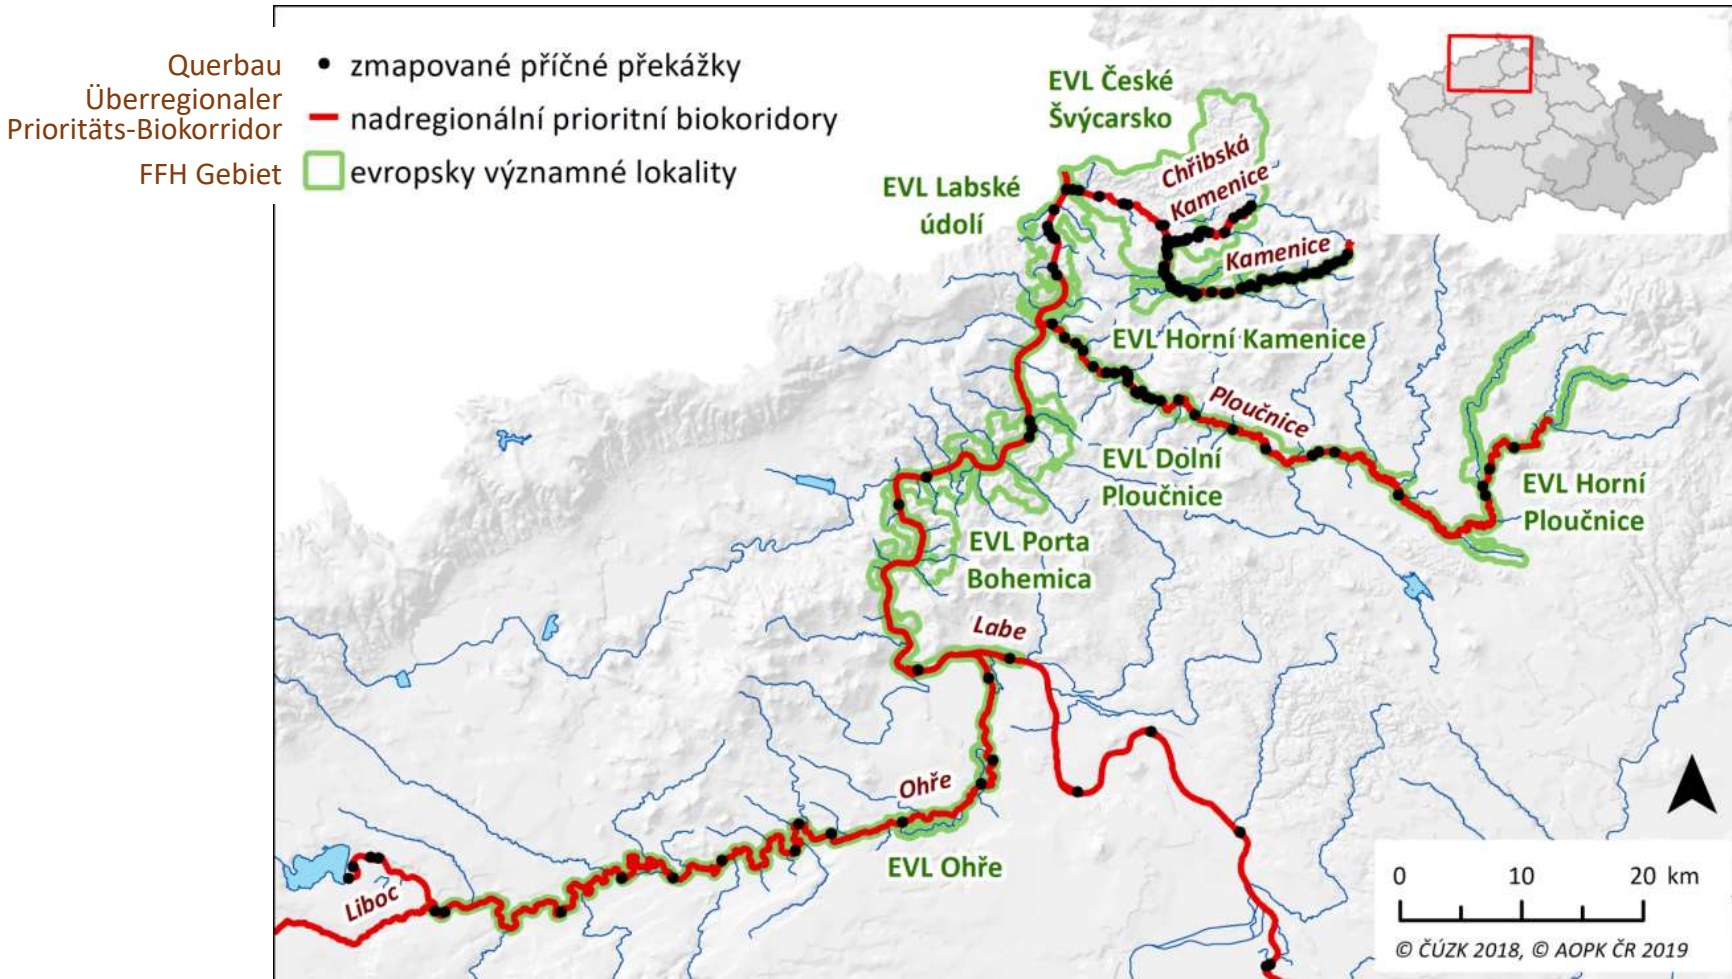 Querbau
zmapované příčné překážky
Überregionaler
Prioritäts-Biokorridor
nadregionální prioritní biokoridory
FFH Gebiet
evropsky významné lokality
EVL České
Švýcarsko
Chřibská
Kamenice
EVL Labské
údolí
Kamenice
EVL Horní Kamenice
Ploučnice
EVL Dolní
Ploučnice
EVL Horní
Ploučnice
EVL Porta
Bohemica
Labe
Ohře
EVL Ohře
Liboc
0 10 20 km
© ČÚZK 2018, © AOPK ČR 2019